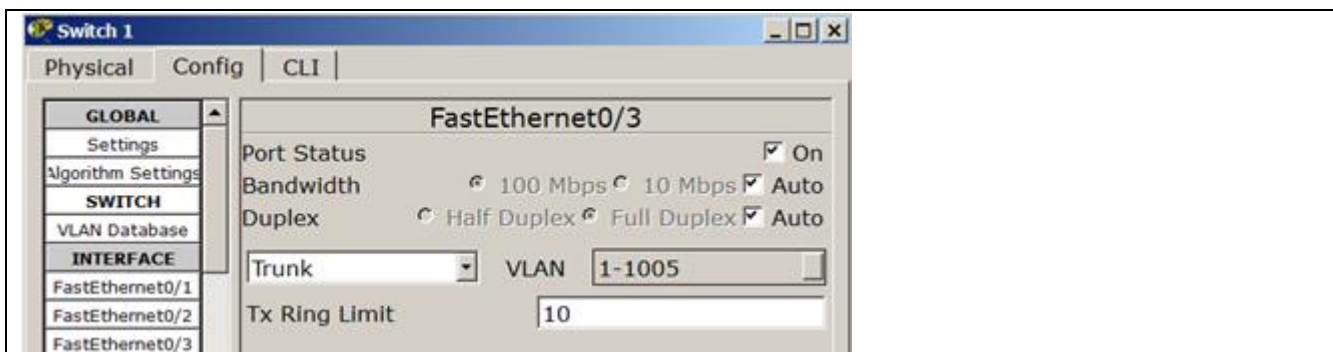 Switch 1
Physical Config CLI
GLOBAL
Settings
Algorithm Settings
SWITCH
VLAN Database
INTERFACE
FastEthernet0/1
FastEthernet0/2
FastEthernet0/3
FastEthernet0/3
Port Status On
Bandwidth 100 Mbps 10 Mbps Auto
Duplex Half Duplex Full Duplex Auto
Trunk VLAN 1-1005
Tx Ring Limit 10